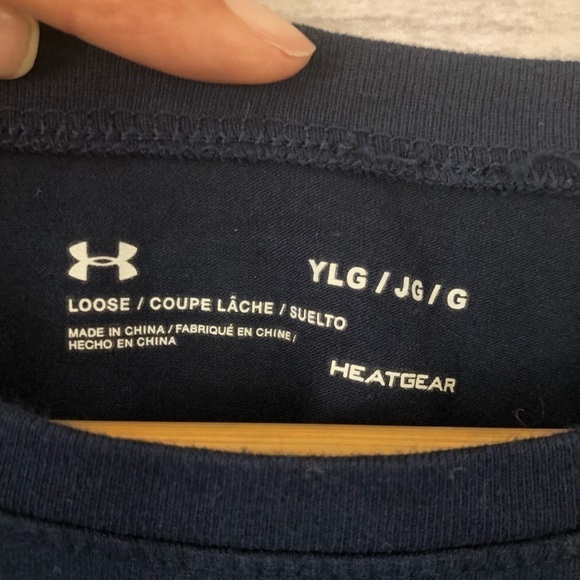 YLG / JG / G
LOOSE / COUPE LÂCHE / SUELTO
MADE IN CHINA / FABRIQUÉ EN CHINE /
HECHO EN CHINA
HEATGEAR